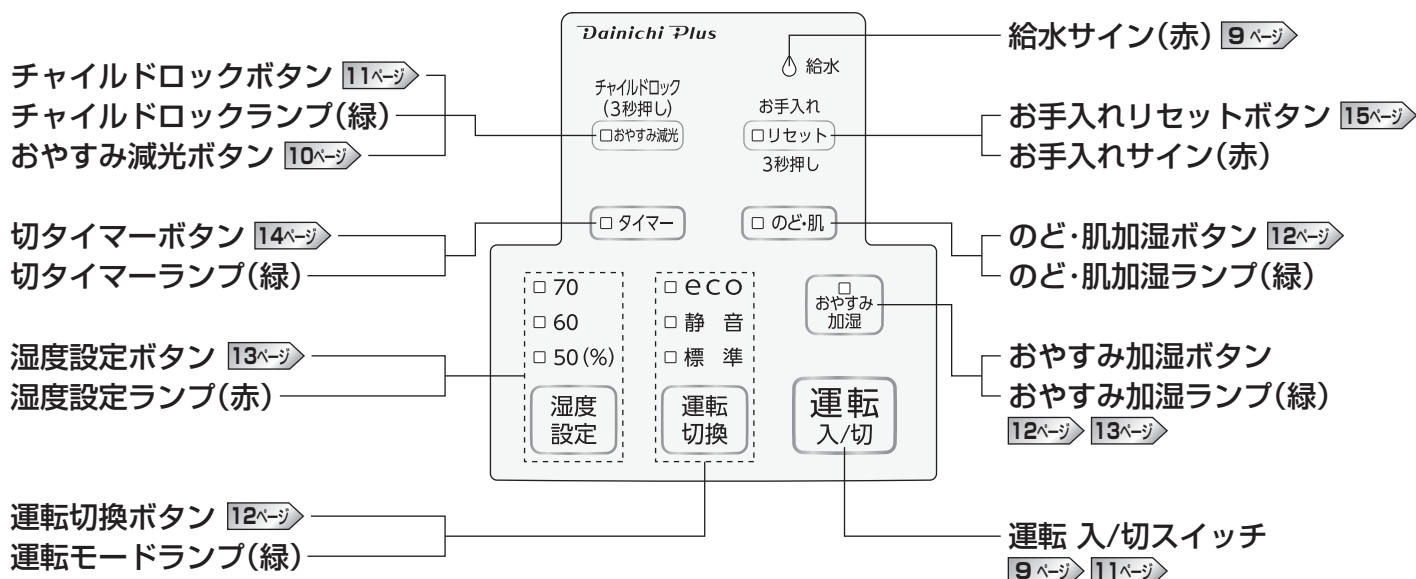 チャイルドロックボタン 11ページ
チャイルドロックランプ(緑)
おやすみ減光ボタン 10ページ
切タイマーボタン 14ページ
切タイマーランプ(緑)
湿度設定ボタン 13ページ
湿度設定ランプ(赤)
運転切換ボタン 12ページ
運転モードランプ(緑)
Dainichi Plus
給水
チャイルドロック
(3秒押し)
おやすみ減光
お手入れ
リセット
3秒押し
タイマー
のど・肌
70
60
50(%)
湿度
設定
eco
静 音
標 準
運転
切換
おやすみ
加湿
運転
入/切
給水サイン(赤) 9ページ
お手入れリセットボタン 15ページ
お手入れサイン(赤)
のど・肌加湿ボタン 12ページ
のど・肌加湿ランプ(緑)
おやすみ加湿ボタン
おやすみ加湿ランプ(緑)
12ページ 13ページ
運転 入/切スイッチ
9ページ 11ページ